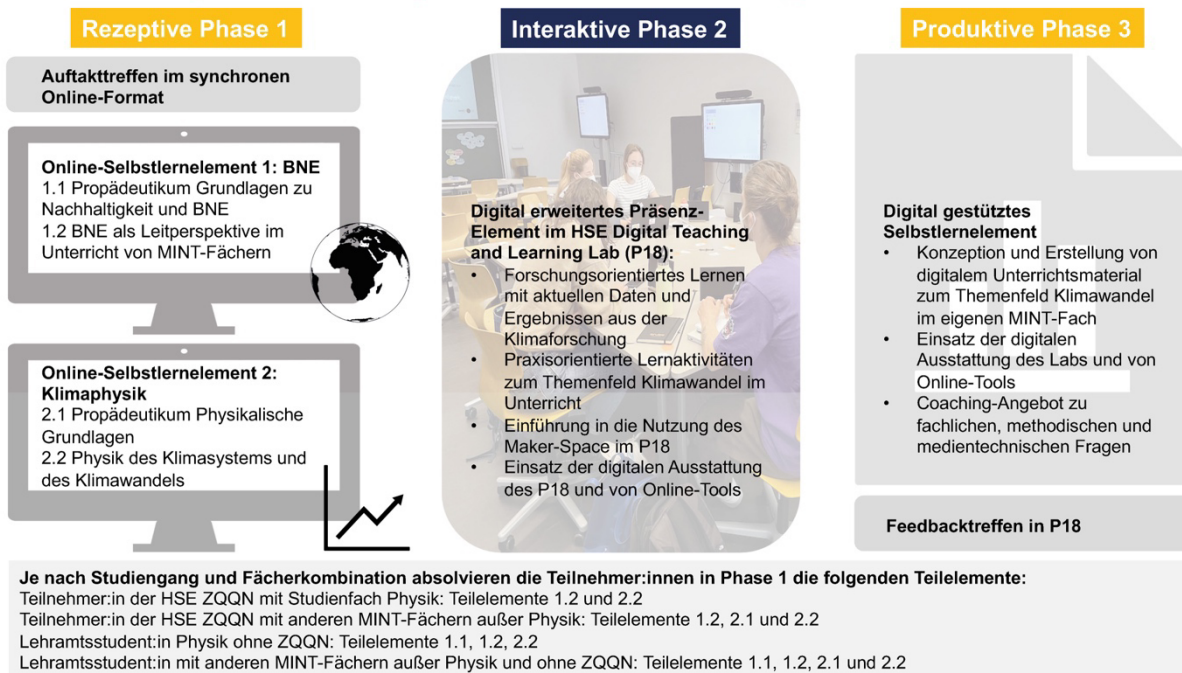 Rezeptive Phase 1
Auftakttreffen im synchronen
Online-Format
Online-Selbstlernelement 1: BNE
1.1 Propädeutikum Grundlagen zu
Nachhaltigkeit und BNE
1.2 BNE als Leitperspektive im
Unterricht von MINT-Fächern
Online-Selbstlernelement 2:
Klimaphysik
2.1 Propädeutikum Physikalische
Grundlagen
2.2 Physik des Klimasystems und
des Klimawandels
Interaktive Phase 2
Digital erweitertes Präsenz-
Element im HSE Digital Teaching
and Learning Lab (P18):
• Forschungsorientiertes Lernen
mit aktuellen Daten und
Ergebnissen aus der
Klimaforschung
• Praxisorientierte Lernaktivitäten
zum Themenfeld Klimawandel im
Unterricht
• Einführung in die Nutzung des
Maker-Space im P18
• Einsatz der digitalen Ausstattung
des P18 und von Online-Tools
Produktive Phase 3
Digital gestütztes
Selbstlernelement
• Konzeption und Erstellung von
digitalem Unterrichtsmaterial
zum Themenfeld Klimawandel
im eigenen MINT-Fach
• Einsatz der digitalen
Ausstattung des Labs und von
Online-Tools
• Coaching-Angebot zu
fachlichen, methodischen und
medientechnischen Fragen
Feedbacktreffen in P18
Je nach Studiengang und Fächerkombination absolvieren die Teilnehmer:innen in Phase 1 die folgenden Teilelemente:
Teilnehmer:in der HSE ZQQN mit Studienfach Physik: Teilelemente 1.2 und 2.2
Teilnehmer:in der HSE ZQQN mit anderen MINT-Fächern außer Physik: Teilelemente 1.2, 2.1 und 2.2
Lehramtsstudent:in Physik ohne ZQQN: Teilelemente 1.1, 1.2, 2.2
Lehramtsstudent:in mit anderen MINT-Fächern außer Physik und ohne ZQQN: Teilelemente 1.1, 1.2, 2.1 und 2.2